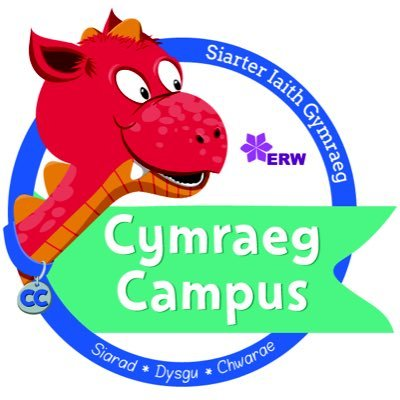 Siarter Iaith Gymraeg
ERW
Cymraeg
Campus
CC
Siarad * Dysgu * Chwarae